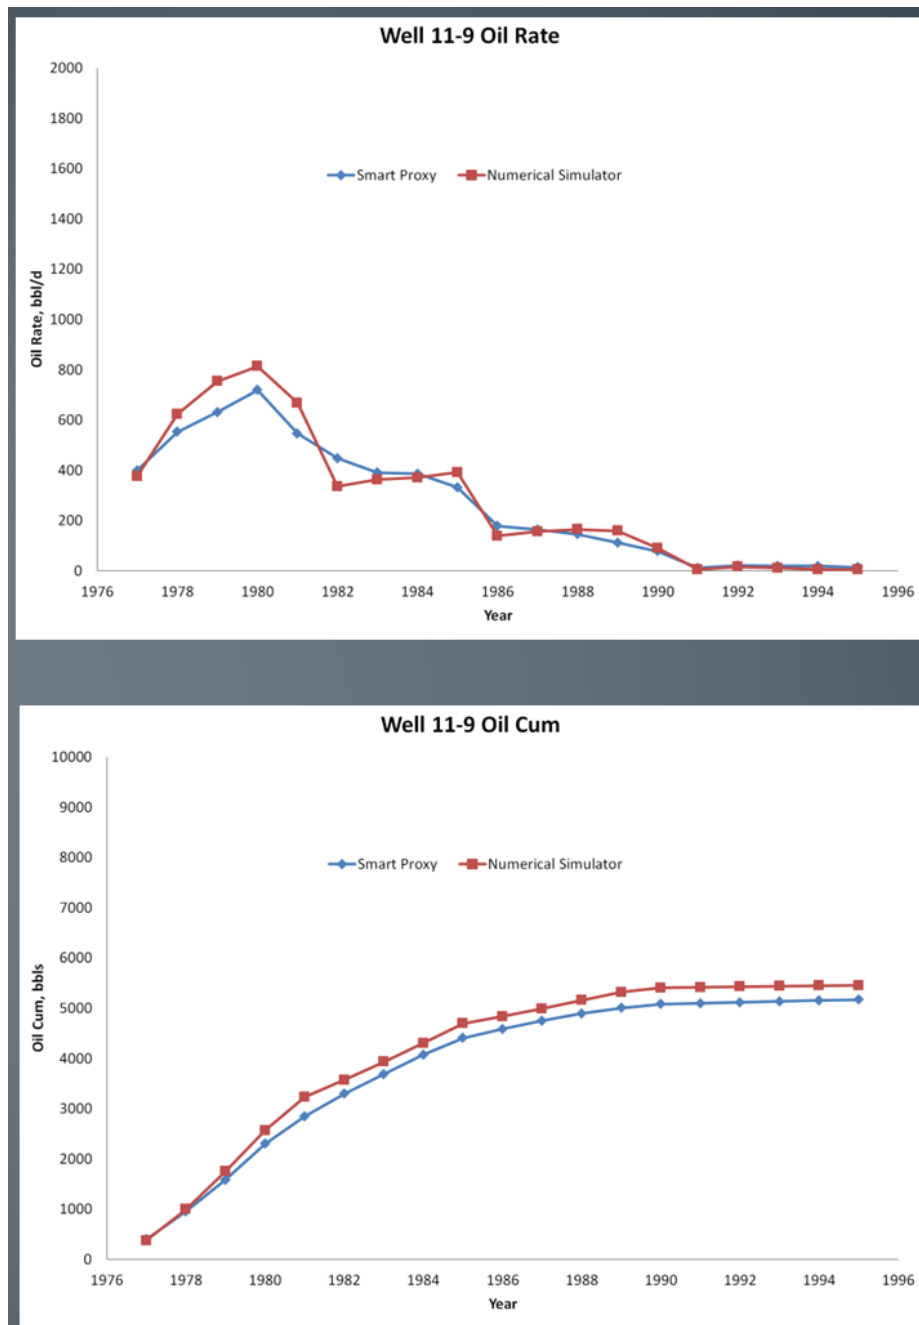 Well 11-9 Oil Rate
2000
1800
1600
Smart Proxy Numerical Simulator
1400
1200
1000
800
600
400
200
0
Oil Rate, bbl/d
1976 1978 1980 1982 1984 1986 1988 1990 1992 1994 1996
Year
Well 11-9 Oil Cum
10000
9000
8000
Smart Proxy Numerical Simulator
7000
6000
5000
4000
3000
2000
1000
0
Oil Cum, bbls
1976 1978 1980 1982 1984 1986 1988 1990 1992 1994 1996
Year